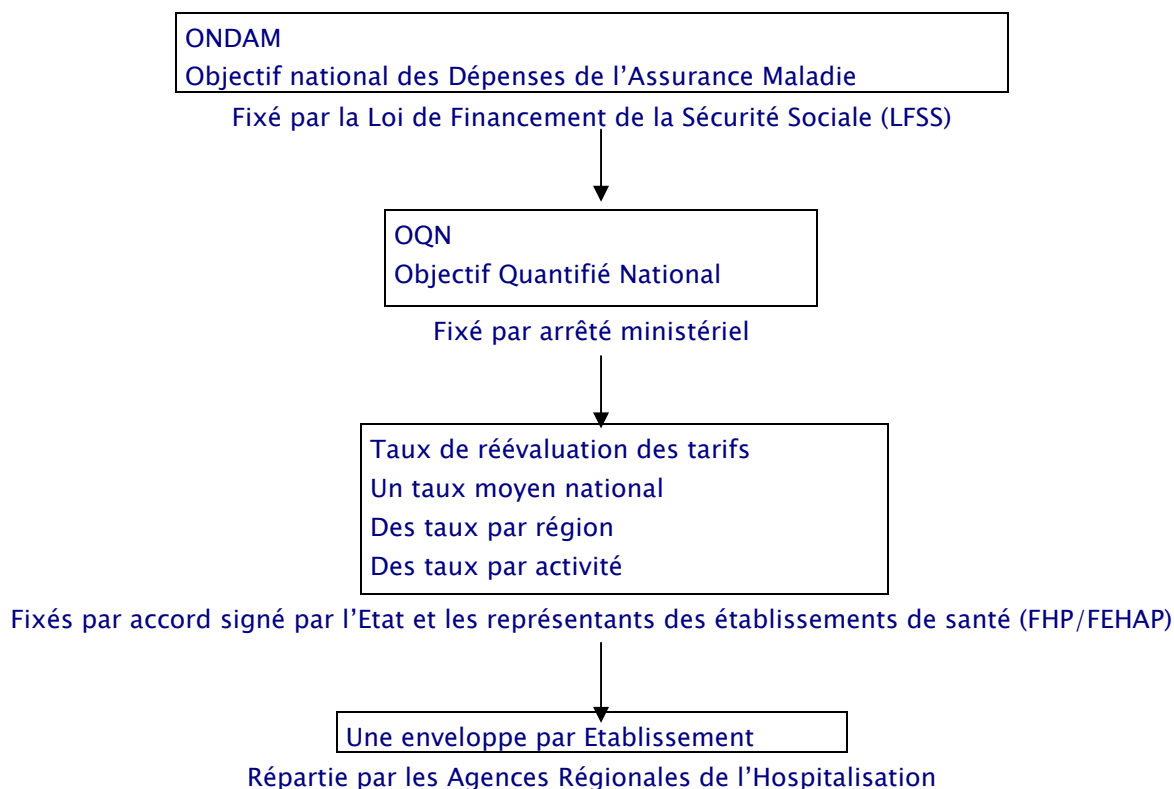 ONDAM
Objectif national des Dépenses de l’Assurance Maladie
Fixé par la Loi de Financement de la Sécurité Sociale (LFSS)
OQN
Objectif Quantifié National
Fixé par arrêté ministériel
Taux de réévaluation des tarifs
Un taux moyen national
Des taux par région
Des taux par activité
Fixés par accord signé par l’Etat et les représentants des établissements de santé (FHP/FEHAP)
Une enveloppe par Etablissement
Répartie par les Agences Régionales de l’Hospitalisation